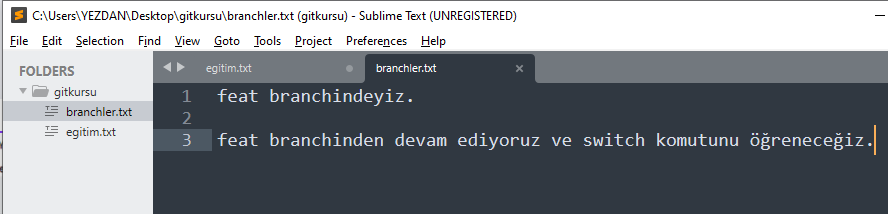 C:\Users\YEZDAN\Desktop\gitkursu\branchler.txt (gitkursu) - Sublime Text (UNREGISTERED)
File Edit Selection Find View Goto Tools Project Preferences Help
FOLDERS
gitkursu
branchler.txt
egitim.txt
egitim.txt branchler.txt
1 feat branchindeyiz.
2
3 feat branchinden devam ediyoruz ve switch komutunu öğreneceğiz.